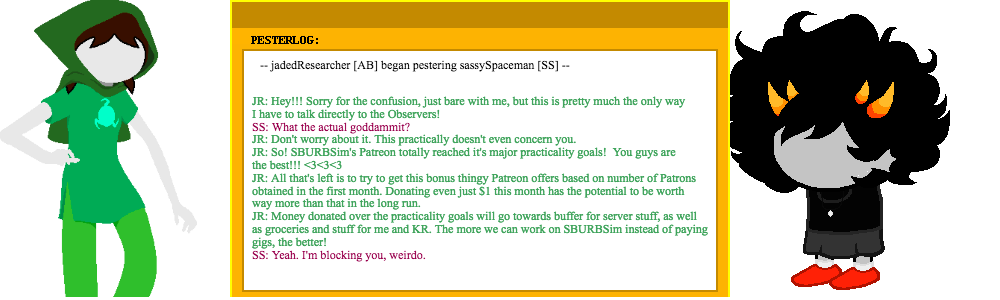 PESTERLOG:
-- jadedResearcher [AB] began pestering sassySpaceman [SS] --
JR: Hey!!! Sorry for the confusion, just bare with me, but this is pretty much the only way
I have to talk directly to the Observers!
SS: What the actual goddammit?
JR: Don't worry about it. This practically doesn't even concern you.
JR: So! SBURBSim's Patreon totally reached it's major practicality goals! You guys are
the best!!! <3<3<3
JR: All that's left is to try to get this bonus thingy Patreon offers based on number of Patrons
obtained in the first month. Donating even just $1 this month has the potential to be worth
way more than that in the long run.
JR: Money donated over the practicality goals will go towards buffer for server stuff, as well
as groceries and stuff for me and KR. The more we can work on SBURBSim instead of paying
gigs, the better!
SS: Yeah. I'm blocking you, weirdo.